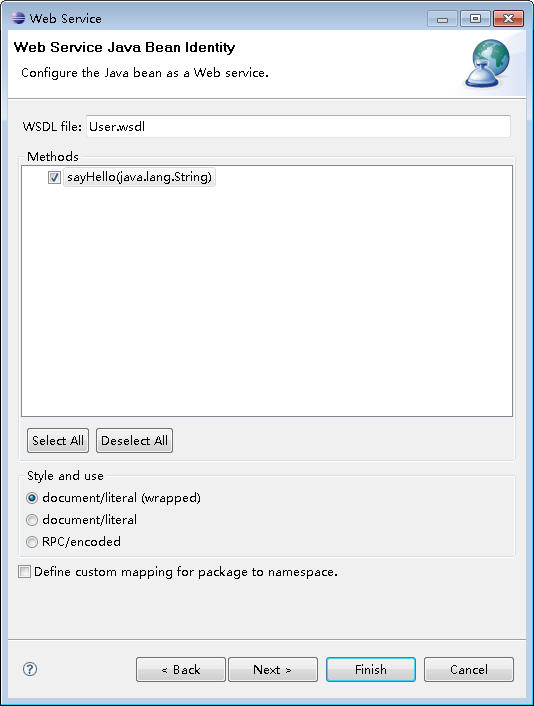 Web Service
Web Service Java Bean Identity
Configure the Java bean as a Web service.
WSDL file: User.wsdl
Methods
sayHello(java.lang.String)
Select All Deselect All
Style and use
document/literal (wrapped)
document/literal
RPC/encoded
Define custom mapping for package to namespace.
? < Back Next > Finish Cancel